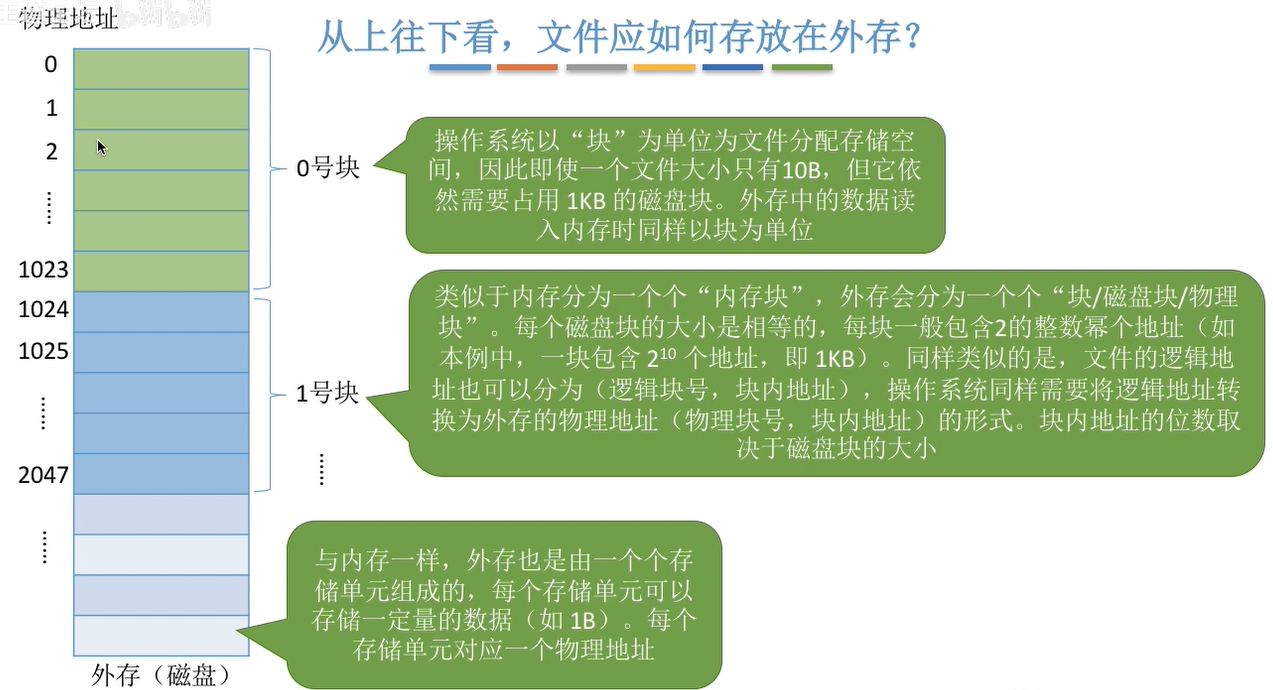 物理地址
从上往下看，文件应如何存放在外存？
0
1
2
1023
1024
1025
2047
0号块
1号块
操作系统以“块”为单位为文件分配存储空
间，因此即使一个文件大小只有10B，但它依
然需要占用 1KB 的磁盘块。外存中的数据读
入内存时同样以块为单位
类似于内存分为一个个“内存块”，外存会分为一个个“块/磁盘块/物理
块”。每个磁盘块的大小是相等的，每块一般包含2的整数幂个地址（如
本例中，一块包含 2¹⁰ 个地址，即 1KB）。同样类似的是，文件的逻辑地
址也可以分为（逻辑块号，块内地址），操作系统同样需要将逻辑地址转
换为外存的物理地址（物理块号，块内地址）的形式。块内地址的位数取
决于磁盘块的大小
与内存一样，外存也是由一个个存
储单元组成的，每个存储单元可以
存储一定量的数据（如 1B）。每个
存储单元对应一个物理地址
外存（磁盘）